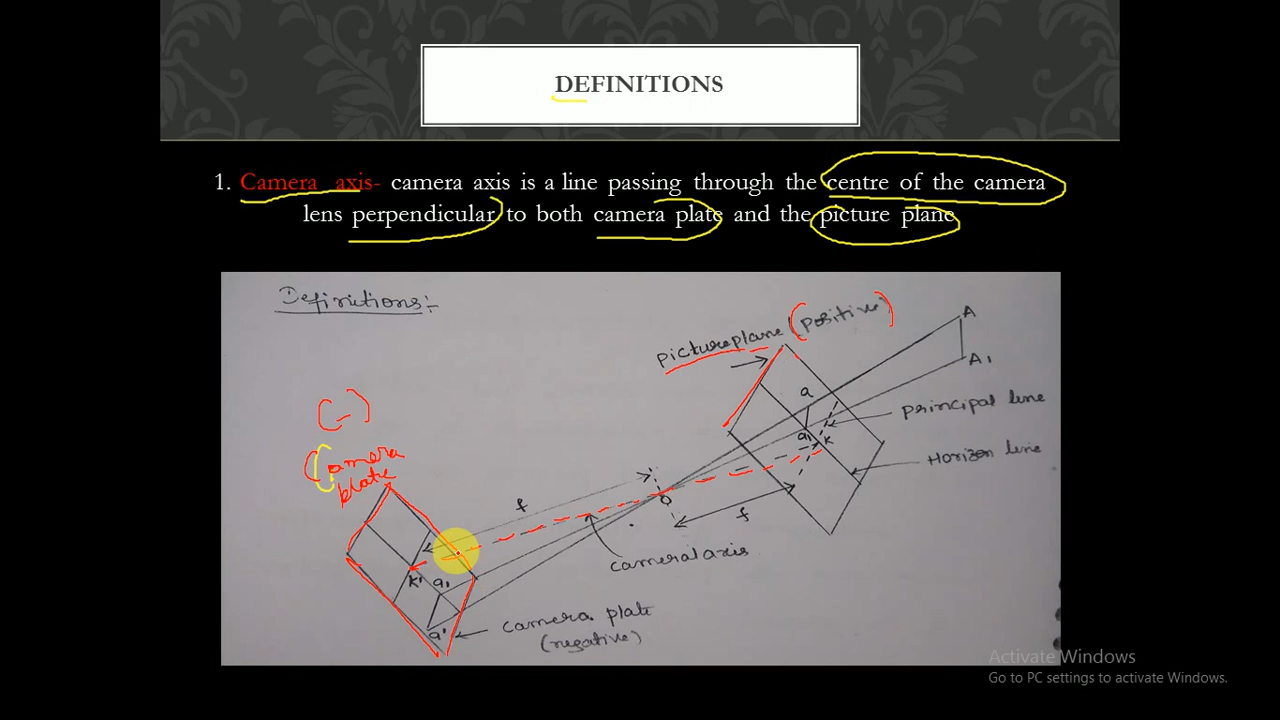 DEFINITIONS
1. Camera axis- camera axis is a line passing through the centre of the camera
lens perpendicular to both camera plate and the picture plane
Definitions:-
picture plane (positive)
A
A1
a
principal line
a1
k
Horizon line
(-)
Camera
plate
f
O
f
cameral axis
k'
a1
a'
camera plate
(negative)
Activate Windows
Go to PC settings to activate Windows.